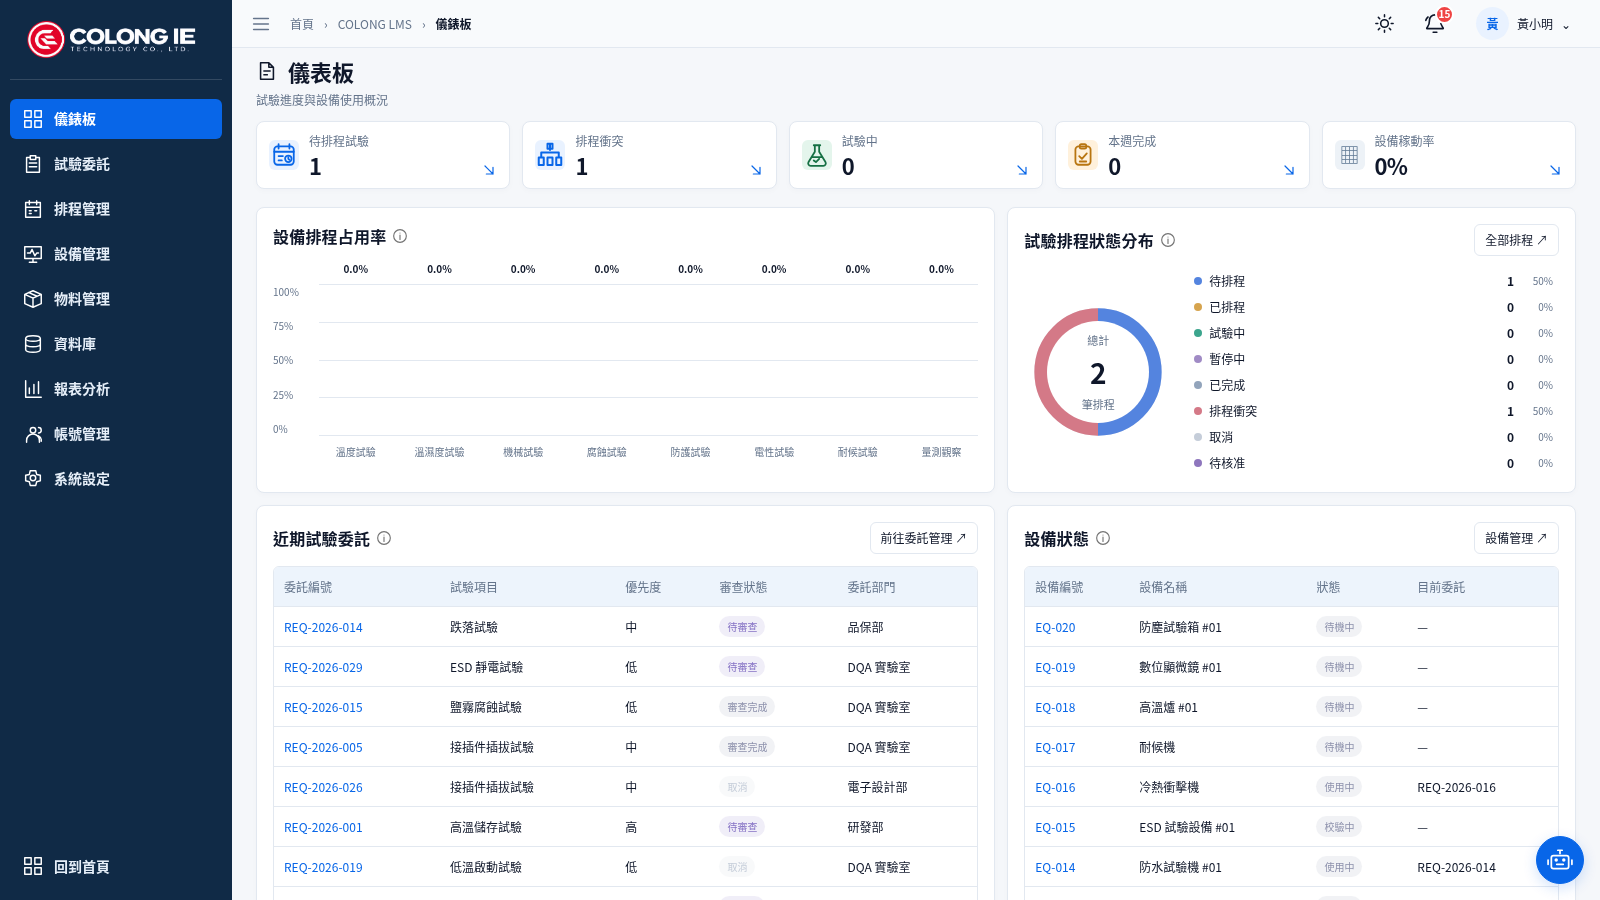 COLONG IE
TECHNOLOGY CO., LTD.
儀錶板
試驗委託
排程管理
設備管理
物料管理
資料庫
報表分析
帳號管理
系統設定
回到首頁
首頁 › COLONG LMS › 儀錶板
15
黃 黃小明
儀表板
試驗進度與設備使用概況
待排程試驗
1
排程衝突
1
試驗中
0
本週完成
0
設備稼動率
0%
設備排程占用率
0.0% 0.0% 0.0% 0.0% 0.0% 0.0% 0.0% 0.0%
100%
75%
50%
25%
0%
溫度試驗 溫濕度試驗 機械試驗 腐蝕試驗 防護試驗 電性試驗 耐候試驗 量測觀察
試驗排程狀態分布
全部排程 ↗
總計
2
筆排程
待排程 1 50%
已排程 0 0%
試驗中 0 0%
暫停中 0 0%
已完成 0 0%
排程衝突 1 50%
取消 0 0%
待核准 0 0%
近期試驗委託
前往委託管理 ↗
委託編號 試驗項目 優先度 審查狀態 委託部門
REQ-2026-014 跌落試驗 中 待審查 品保部
REQ-2026-029 ESD 靜電試驗 低 待審查 DQA 實驗室
REQ-2026-015 鹽霧腐蝕試驗 低 審查完成 DQA 實驗室
REQ-2026-005 接插件插拔試驗 中 審查完成 DQA 實驗室
REQ-2026-026 接插件插拔試驗 中 取消 電子設計部
REQ-2026-001 高溫儲存試驗 高 待審查 研發部
REQ-2026-019 低溫啟動試驗 低 取消 DQA 實驗室
設備狀態
設備管理 ↗
設備編號 設備名稱 狀態 目前委託
EQ-020 防塵試驗箱 #01 待機中 —
EQ-019 數位顯微鏡 #01 待機中 —
EQ-018 高溫爐 #01 待機中 —
EQ-017 耐候機 待機中 —
EQ-016 冷熱衝擊機 使用中 REQ-2026-016
EQ-015 ESD 試驗設備 #01 校驗中 —
EQ-014 防水試驗機 #01 使用中 REQ-2026-014